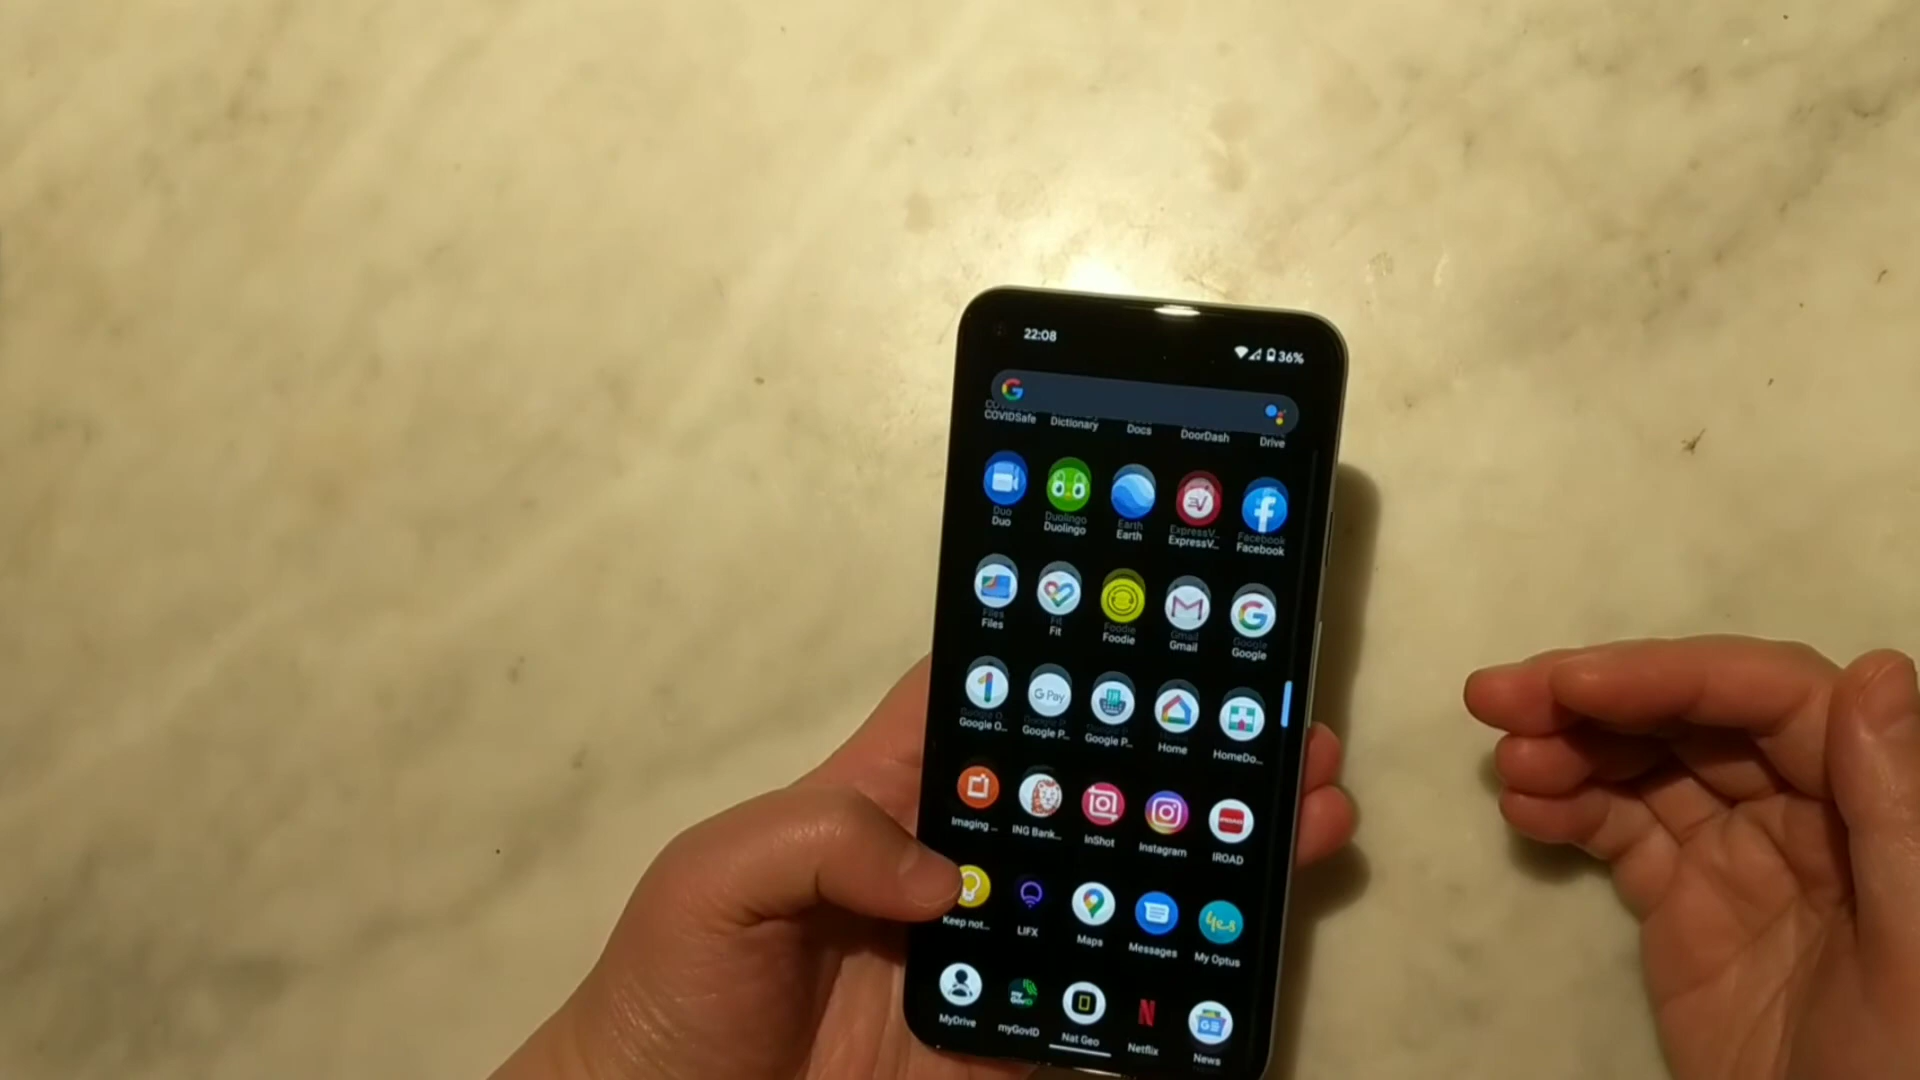 22:08
36%
COVIDSafe Dictionary Docs DoorDash Drive
Duo Duolingo Earth ExpressV... Facebook
Files Fit Foodie Gmail Google
G Pay
Google O... Google P... Google P... Home HomeDo...
Imaging ... ING Bank... InShot Instagram IROAD
yes
Keep not... LIFX Maps Messages My Optus
MyDrive myGovID Nat Geo Netflix News